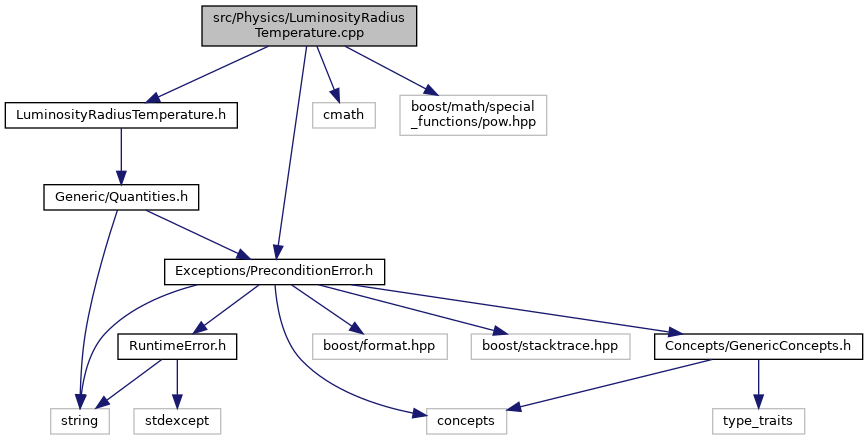 src/Physics/LuminosityRadius
Temperature.cpp
LuminosityRadiusTemperature.h
cmath
boost/math/special
_functions/pow.hpp
Generic/Quantities.h
Exceptions/PreconditionError.h
RuntimeError.h
boost/format.hpp
boost/stacktrace.hpp
Concepts/GenericConcepts.h
string
stdexcept
concepts
type_traits